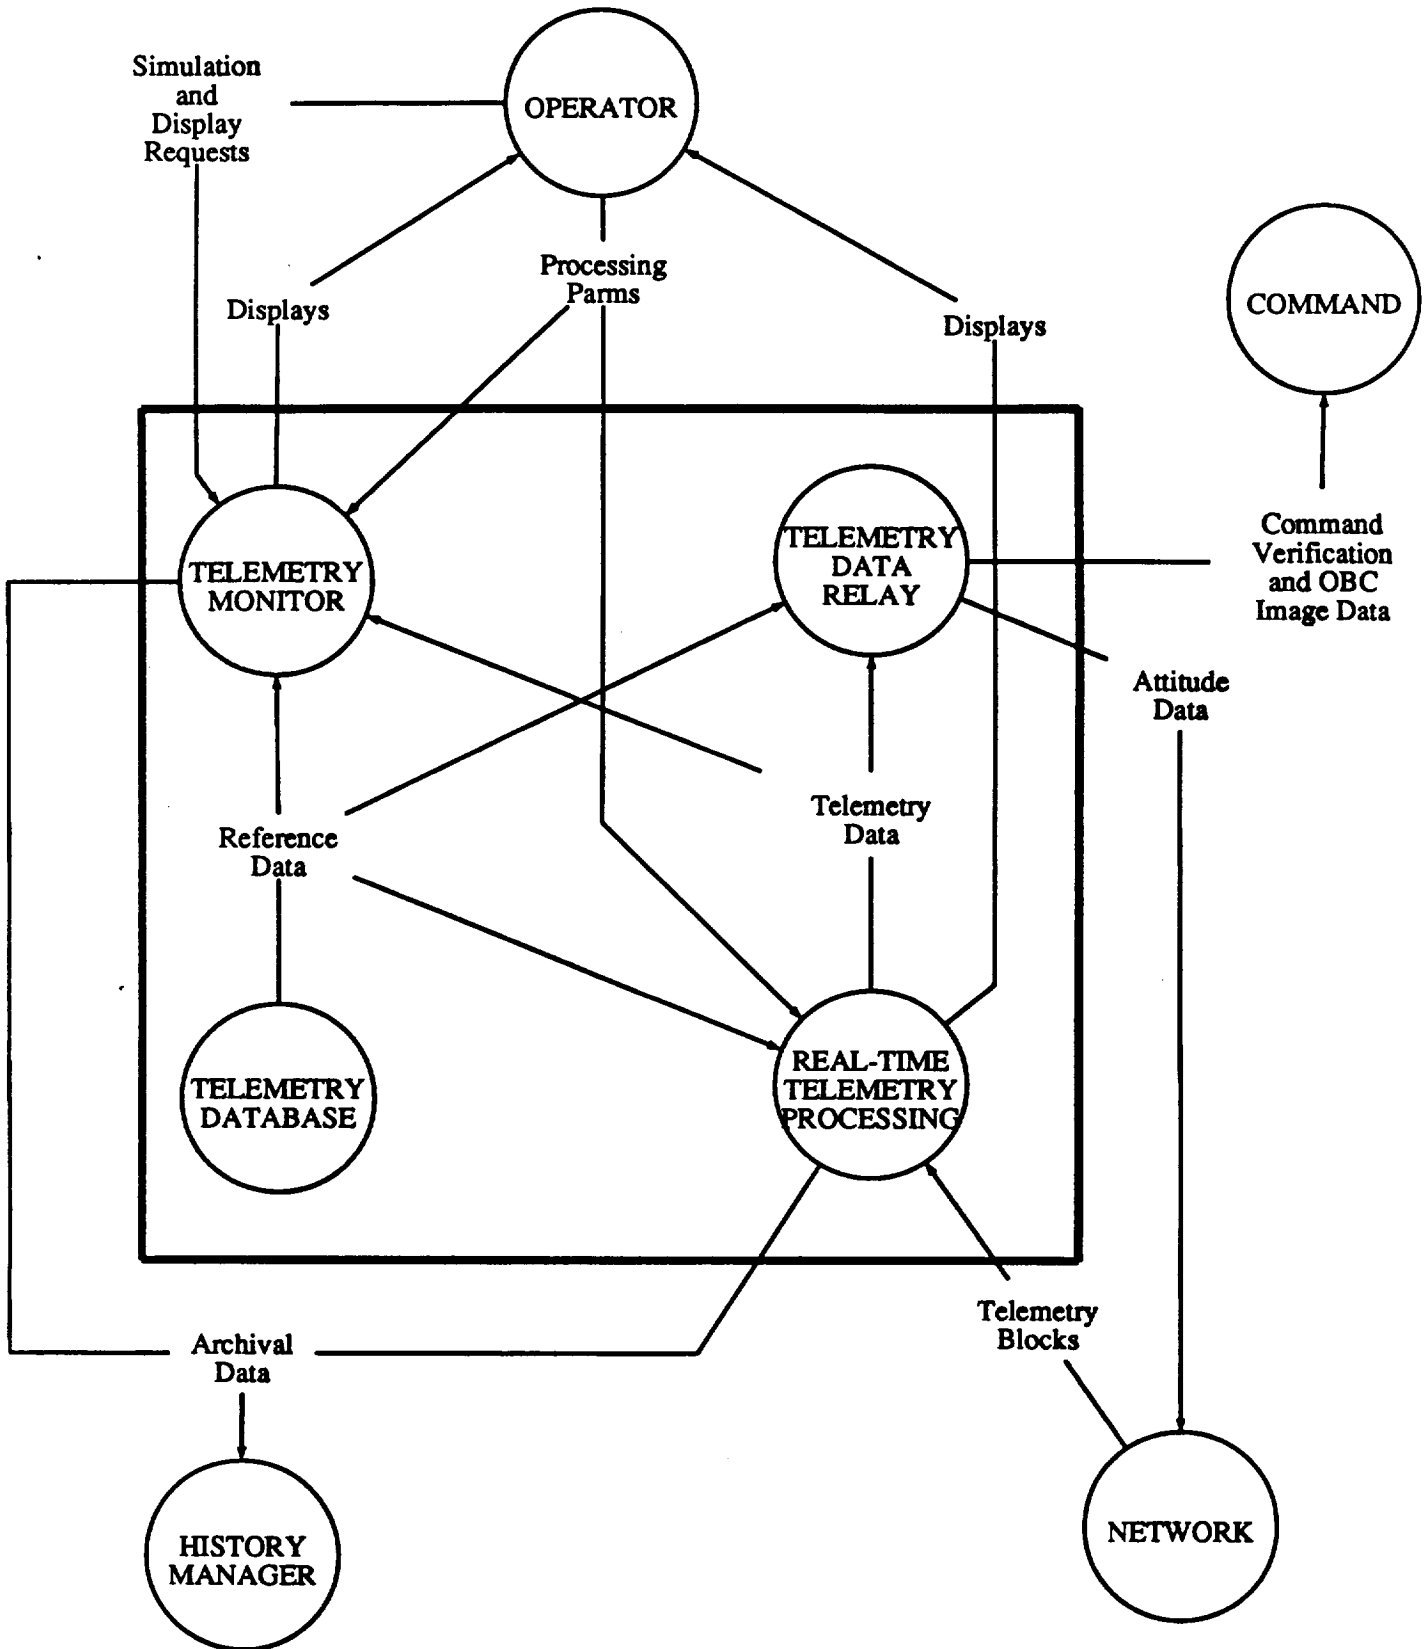 Simulation
and
Display
Requests
OPERATOR
Processing
Parms
Displays
Displays
COMMAND
Command
Verification
and OBC
Image Data
TELEMETRY
MONITOR
TELEMETRY
DATA
RELAY
Attitude
Data
Reference
Data
Telemetry
Data
TELEMETRY
DATABASE
REAL-TIME
TELEMETRY
PROCESSING
Archival
Data
Telemetry
Blocks
HISTORY
MANAGER
NETWORK